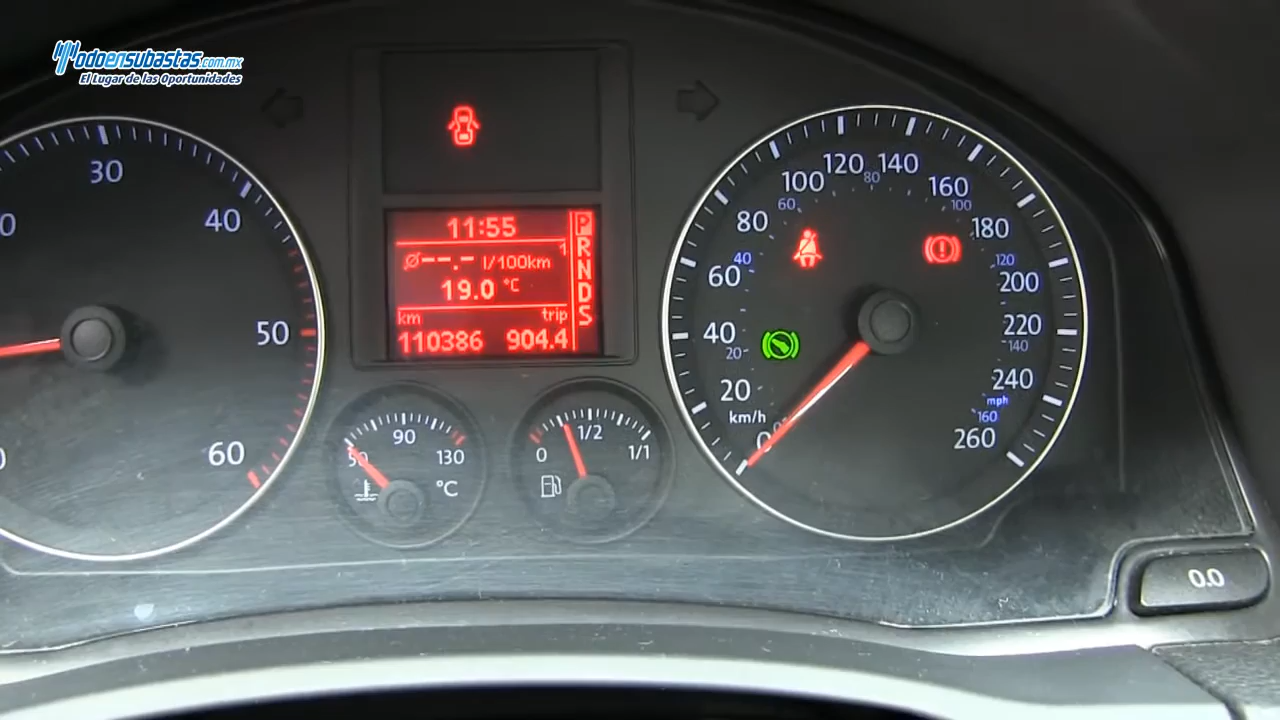 Todoensubastas.com.mx
El Lugar de las Oportunidades
30
40
50
60
11:55
1
--.- l/100km
19.0 °C
km trip
110386 904.4
P
R
N
D
S
50 90 130
°C
0 1/2 1/1
0 20 40 60 80 100 120 140 160 180 200 220 240 260
km/h
20 40 60 80 100 120 140 160
mph
0.0